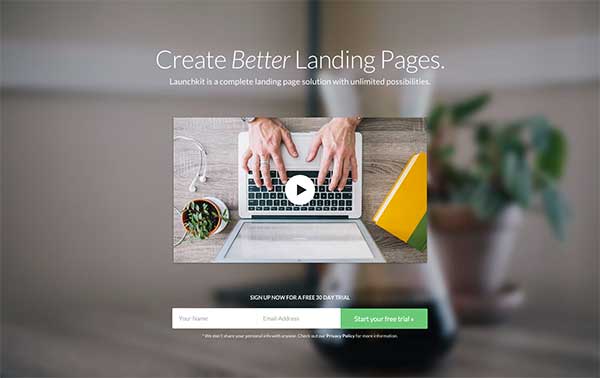 Create Better Landing Pages.
Launchkit is a complete landing page solution with unlimited possibilities.
SIGN UP NOW FOR A FREE 30 DAY TRIAL
Your Name Email Address Start your free trial »
* We don't share your personal info with anyone. Check out our Privacy Policy for more information.